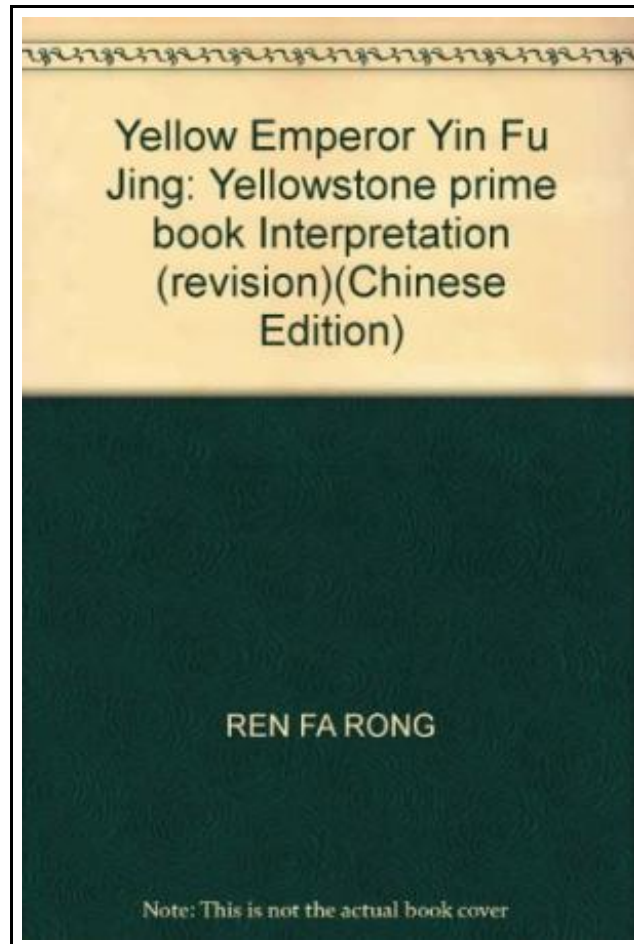 Yellow Emperor Yin Fu
Jing: Yellowstone prime
book Interpretation
(revision)(Chinese
Edition)
REN FA RONG
Note: This is not the actual book cover